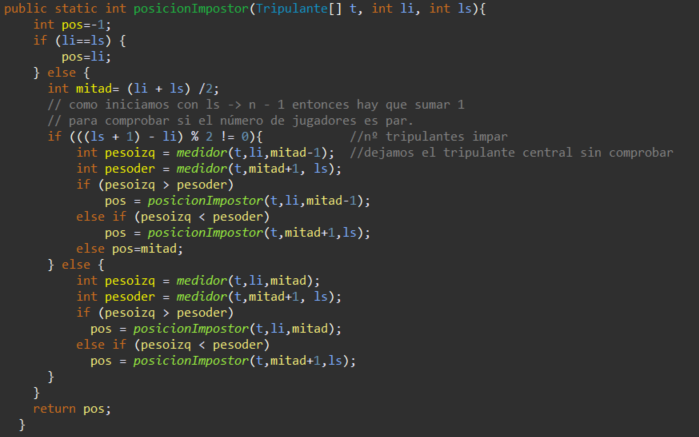 public static int posicionImpostor(Tripulante[] t, int li, int ls){
    int pos=-1;
    if (li==ls) {
        pos=li;
    } else {
      int mitad= (li + ls) /2;
      // como iniciamos con ls -> n - 1 entonces hay que sumar 1
      // para comprobar si el número de jugadores es par.
      if (((ls + 1) - li) % 2 != 0){            //nº tripulantes impar
          int pesoizq = medidor(t,li,mitad-1);  //dejamos el tripulante central sin comprobar
          int pesoder = medidor(t,mitad+1, ls);
          if (pesoizq > pesoder)
              pos = posicionImpostor(t,li,mitad-1);
          else if (pesoizq < pesoder)
              pos = posicionImpostor(t,mitad+1,ls);
          else pos=mitad;
      } else {
          int pesoizq = medidor(t,li,mitad);
          int pesoder = medidor(t,mitad+1, ls);
          if (pesoizq > pesoder)
            pos = posicionImpostor(t,li,mitad);
          else if (pesoizq < pesoder)
            pos = posicionImpostor(t,mitad+1,ls);
      }
    }
    return pos;
  }